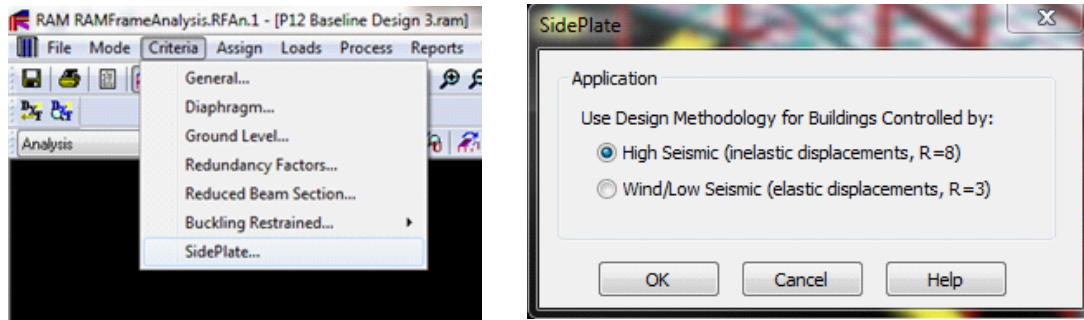 RAM RAMFrameAnalysis.RFAn.1 - [P12 Baseline Design 3.ram]
File Mode Criteria Assign Loads Process Reports
General...
Diaphragm...
Analysis
Ground Level...
Redundancy Factors...
Reduced Beam Section...
Buckling Restrained...
SidePlate...
SidePlate
Application
Use Design Methodology for Buildings Controlled by:
High Seismic (inelastic displacements, R=8)
Wind/Low Seismic (elastic displacements, R=3)
OK Cancel Help